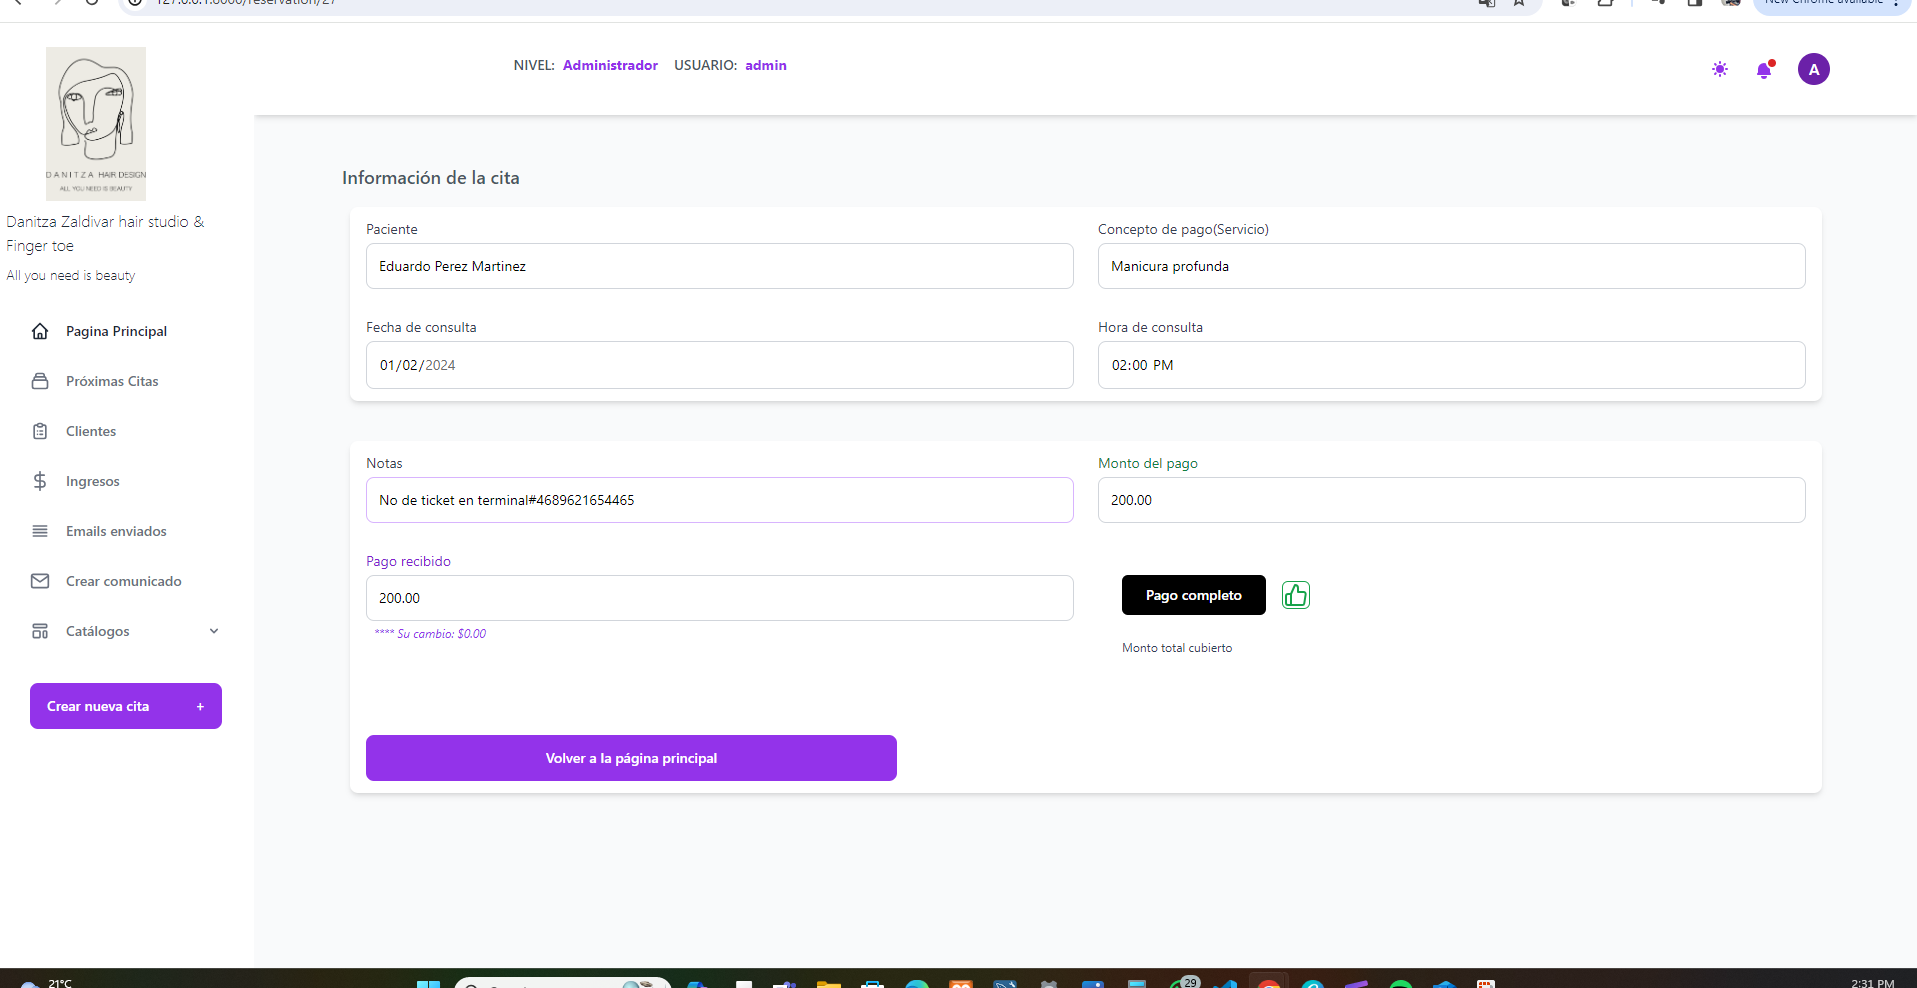 127.0.0.1:8000/reservation/27
New Chrome available
NIVEL: Administrador USUARIO: admin
A
DANITZA HAIR DESIGN
ALL YOU NEED IS BEAUTY
Danitza Zaldivar hair studio &
Finger toe
All you need is beauty
Pagina Principal
Próximas Citas
Clientes
Ingresos
Emails enviados
Crear comunicado
Catálogos
Crear nueva cita +
Información de la cita
Paciente
Eduardo Perez Martinez
Concepto de pago(Servicio)
Manicura profunda
Fecha de consulta
01/02/2024
Hora de consulta
02:00 PM
Notas
No de ticket en terminal#4689621654465
Monto del pago
200.00
Pago recibido
200.00
**** Su cambio: $0.00
Pago completo
Monto total cubierto
Volver a la página principal
21°C
29
2:31 PM